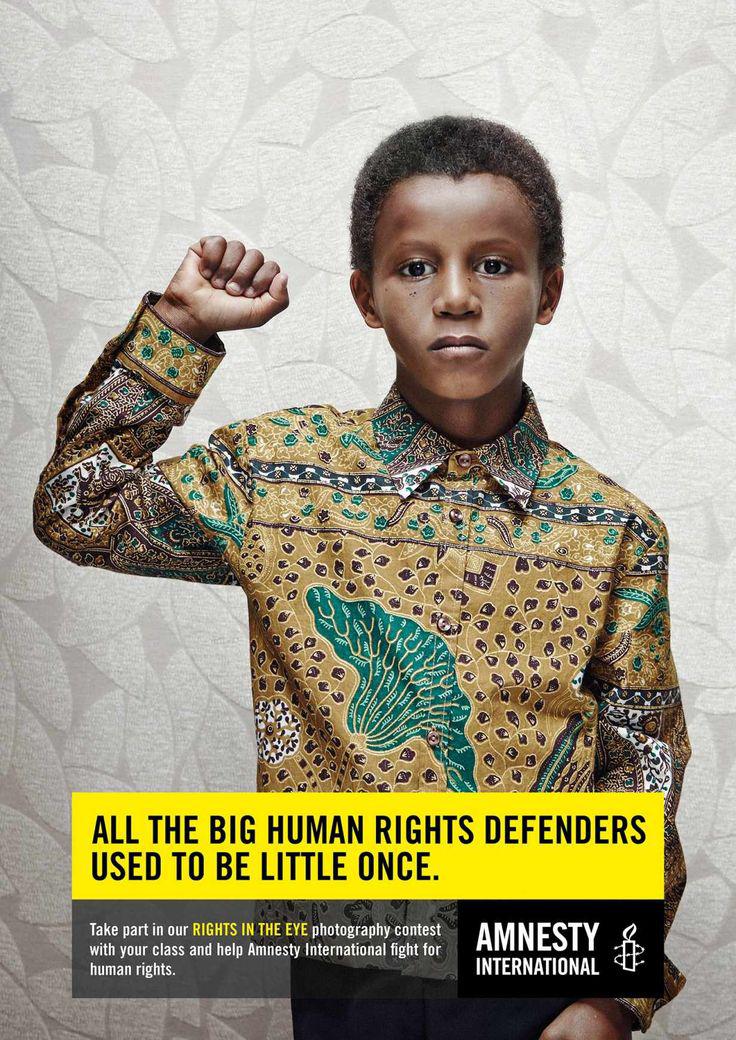 ALL THE BIG HUMAN RIGHTS DEFENDERS
USED TO BE LITTLE ONCE.
Take part in our RIGHTS IN THE EYE photography contest
with your class and help Amnesty International fight for
human rights.
AMNESTY
INTERNATIONAL